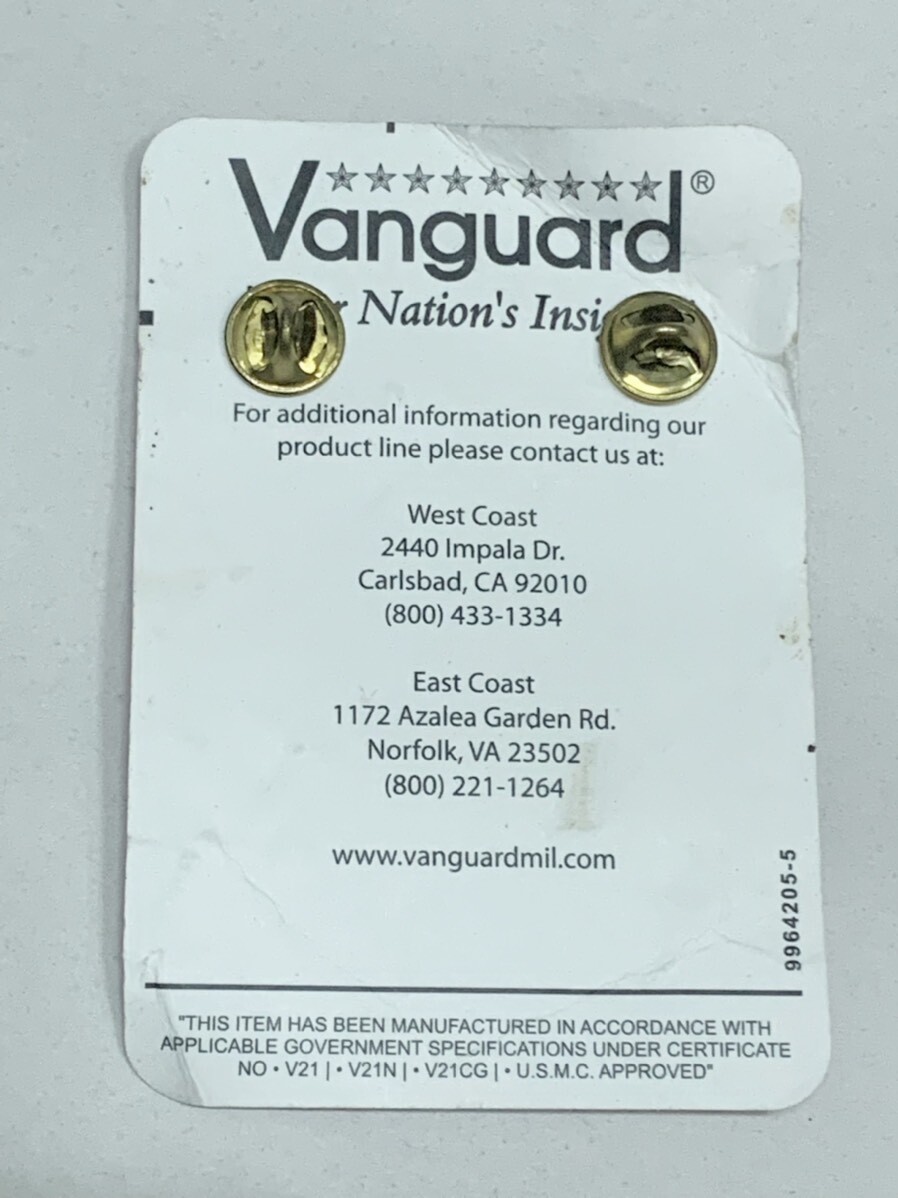 Vanguard®
Nation's
For additional information regarding our
product line please contact us at:
West Coast
2440 Impala Dr.
Carlsbad, CA 92010
(800) 433-1334
East Coast
1172 Azalea Garden Rd.
Norfolk, VA 23502
(800) 221-1264
www.vanguardmil.com
9964205-5
"THIS ITEM HAS BEEN MANUFACTURED IN ACCORDANCE WITH
APPLICABLE GOVERNMENT SPECIFICATIONS UNDER CERTIFICATE
NO • V21 | • V21N | • V21CG | • U.S.M.C. APPROVED"